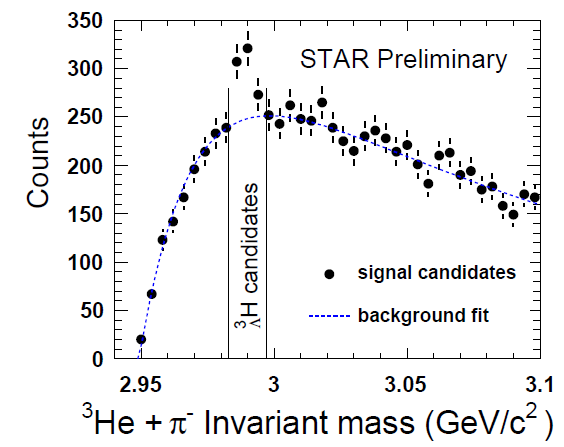 350
300
250
200
150
100
50
0
Counts
STAR Preliminary
³ΛH candidates
signal candidates
background fit
2.95 3 3.05 3.1
³He + π⁻ Invariant mass (GeV/c²)